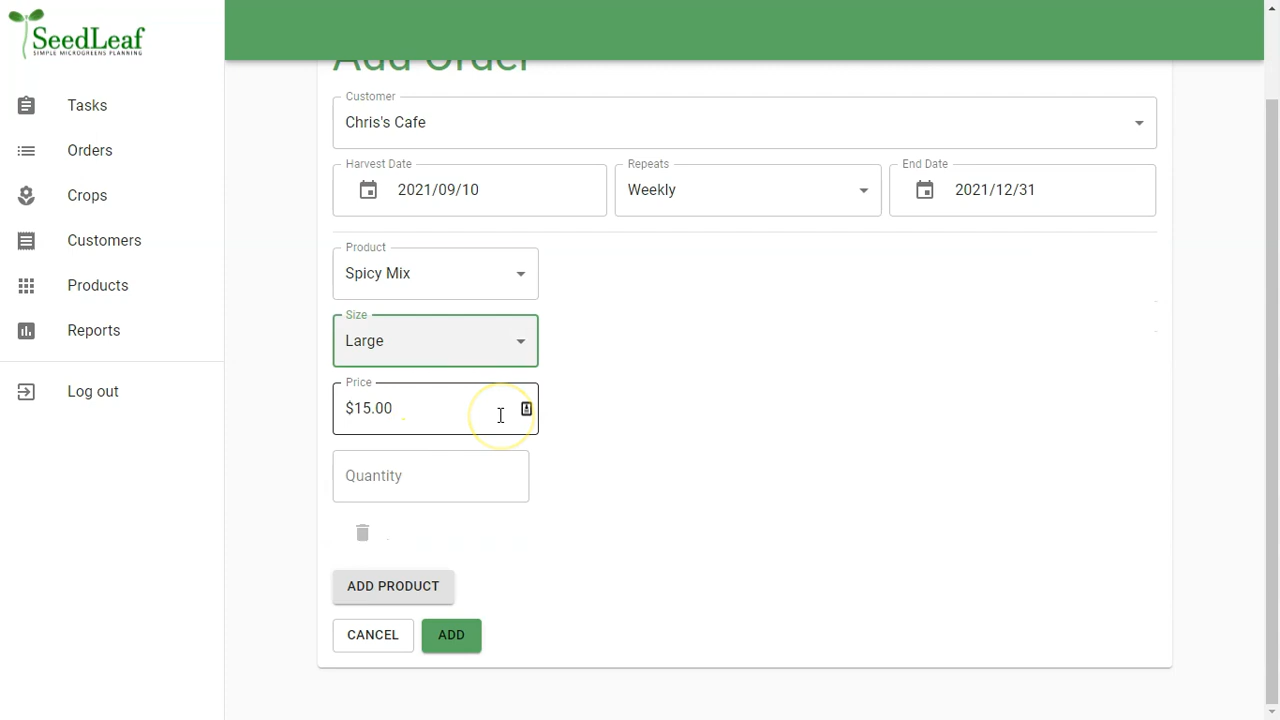 SeedLeaf
SIMPLE MICROGREENS PLANNING
Tasks
Orders
Crops
Customers
Products
Reports
Log out
Add Order
Customer
Chris's Cafe
Harvest Date
2021/09/10
Repeats
Weekly
End Date
2021/12/31
Product
Spicy Mix
Size
Large
Price
$15.00
Quantity
ADD PRODUCT
CANCEL
ADD